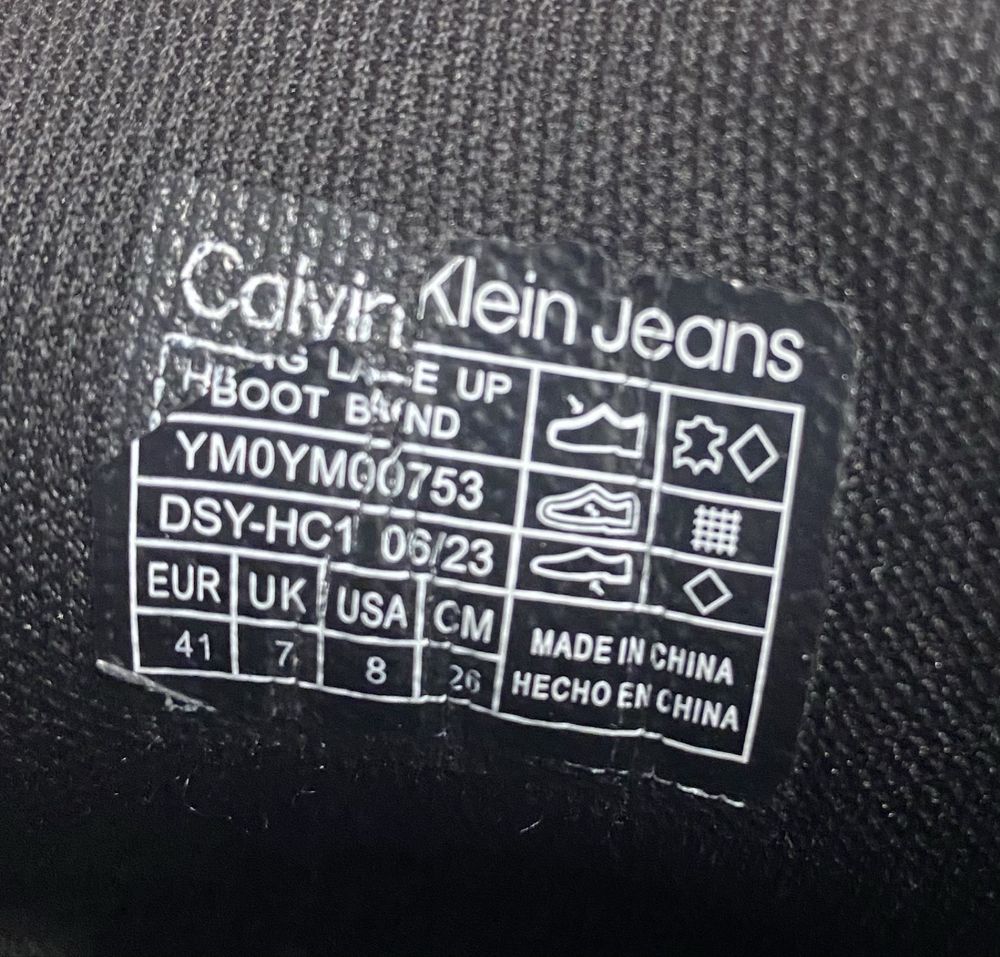 Calvin Klein Jeans
UP
BOOT
YM0YM00753
DSY-HC1 06/23
EUR UK USA CM
41 7 8 26
MADE IN CHINA
HECHO EN CHINA